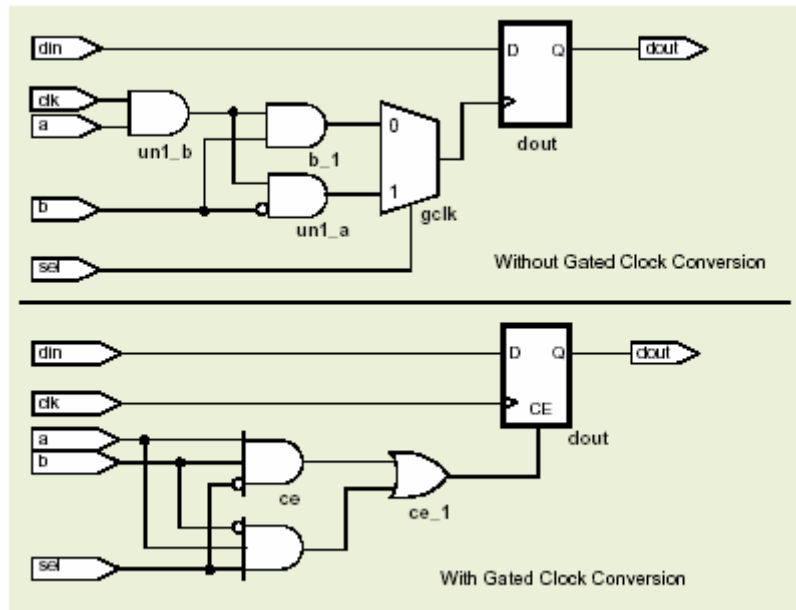 din
D Q
dout
clk
a
un1_b
b_1
0
dout
b
1
un1_a
gclk
sel
Without Gated Clock Conversion
din
D Q
dout
clk
CE
a
dout
b
ce
ce_1
sel
With Gated Clock Conversion